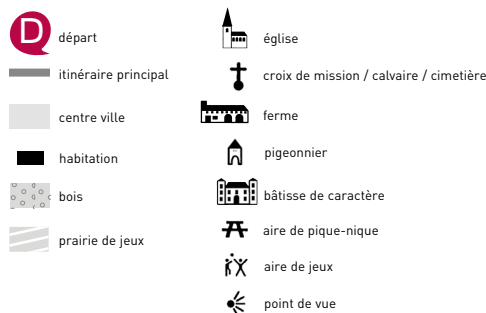 D
départ
itinéraire principal
centre ville
habitation
bois
prairie de jeux
église
croix de mission / calvaire / cimetière
ferme
pigeonnier
bâtisse de caractère
aire de pique-nique
aire de jeux
point de vue